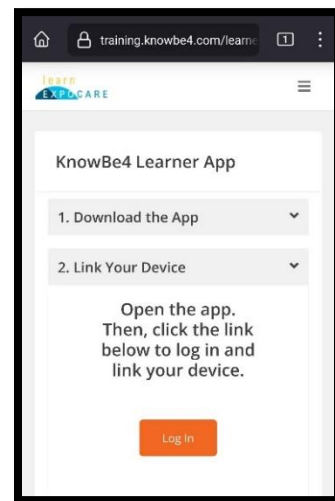 training.knowbe4.com/learne
1
learn
EXPOCARE
KnowBe4 Learner App
1. Download the App
2. Link Your Device
Open the app.
Then, click the link
below to log in and
link your device.
Log In